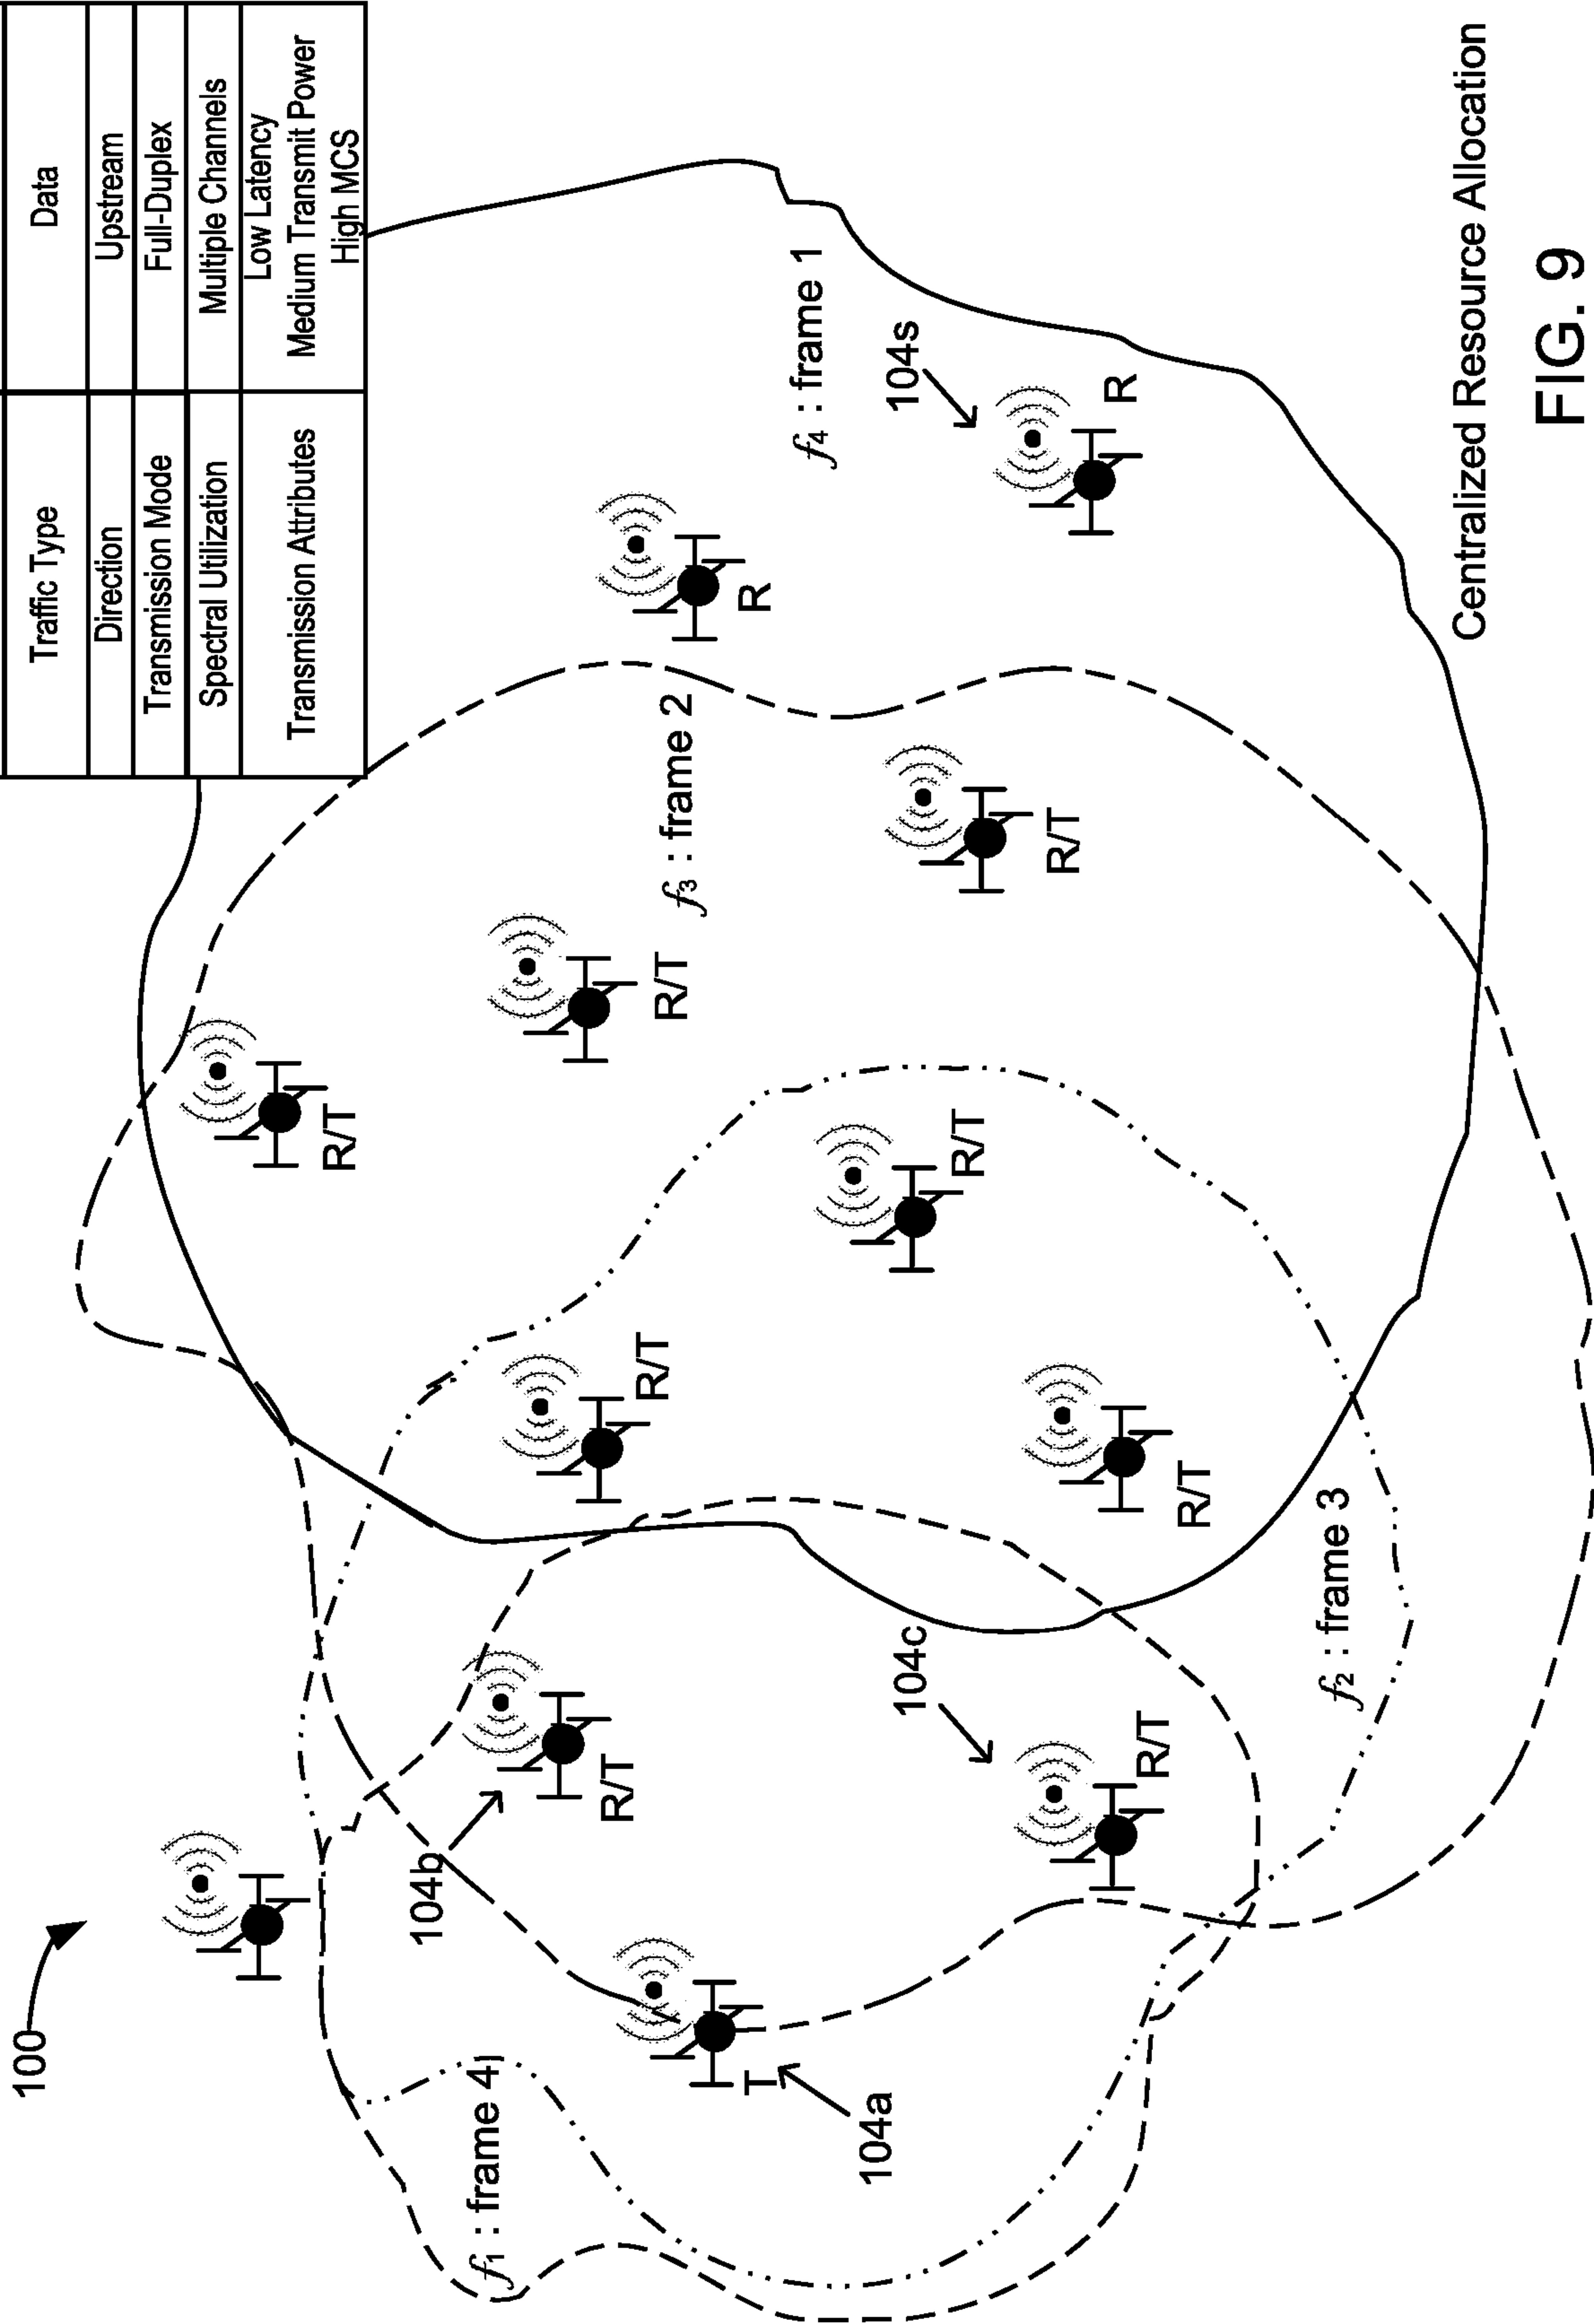 100
Traffic Type Data
Direction Upstream
Transmission Mode Full-Duplex
Spectral Utilization Multiple Channels
Transmission Attributes Low Latency
Medium Transmit Power
High MCS
R/T
104b
R/T
R/T
R/T
R
f1 : frame 4
f3 : frame 2
f4 : frame 1
T
104a
104c
R/T
R/T
R/T
R/T
104s
R
f2 : frame 3
Centralized Resource Allocation
FIG. 9